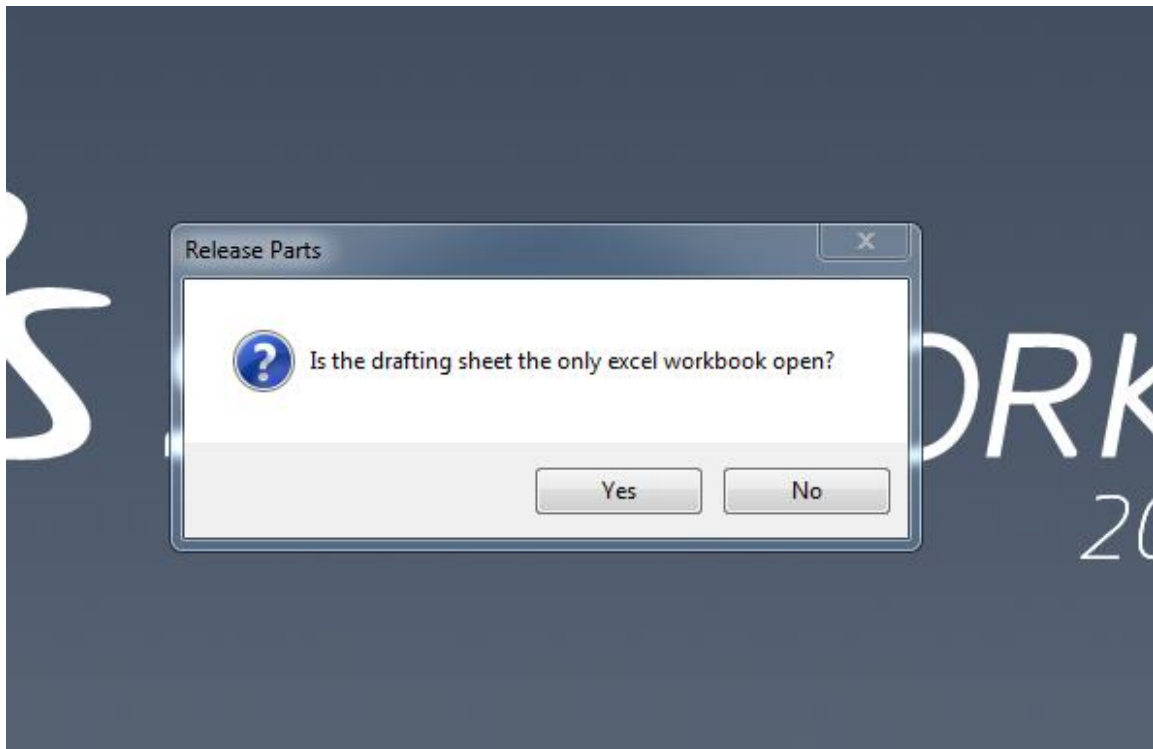 Release Parts
Is the drafting sheet the only excel workbook open?
Yes
No